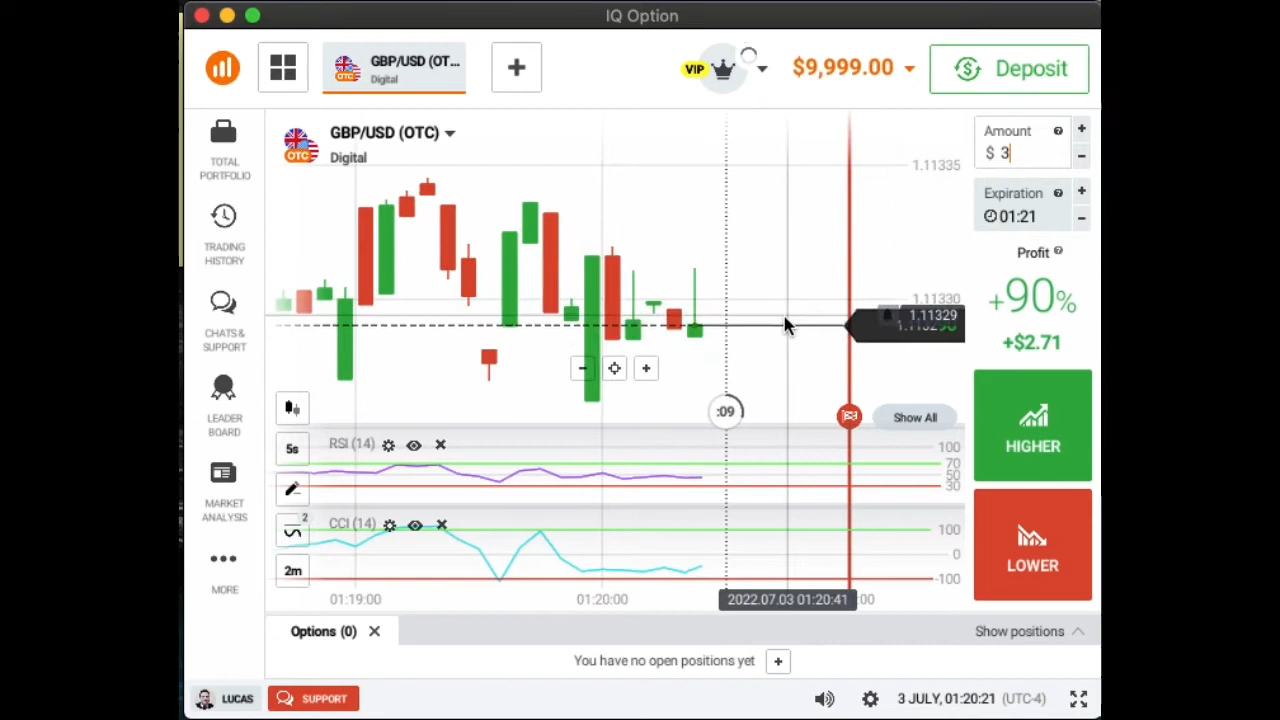 IQ Option
GBP/USD (OT...
Digital
+
VIP
$9,999.00
Deposit
TOTAL
PORTFOLIO
TRADING
HISTORY
CHATS &
SUPPORT
LEADER
BOARD
MARKET
ANALYSIS
MORE
GBP/USD (OTC)
Digital
OTC
1.11335
1.11330
1.11329
:09
Show All
5s
2
2m
RSI (14)
100
70
50
30
CCI (14)
100
0
-100
01:19:00
01:20:00
2022.07.03 01:20:41
:00
Amount
$ 3
+
-
Expiration
01:21
+
-
Profit
+90%
+$2.71
HIGHER
LOWER
Options (0)
Show positions
You have no open positions yet
+
LUCAS
SUPPORT
3 JULY, 01:20:21 (UTC-4)